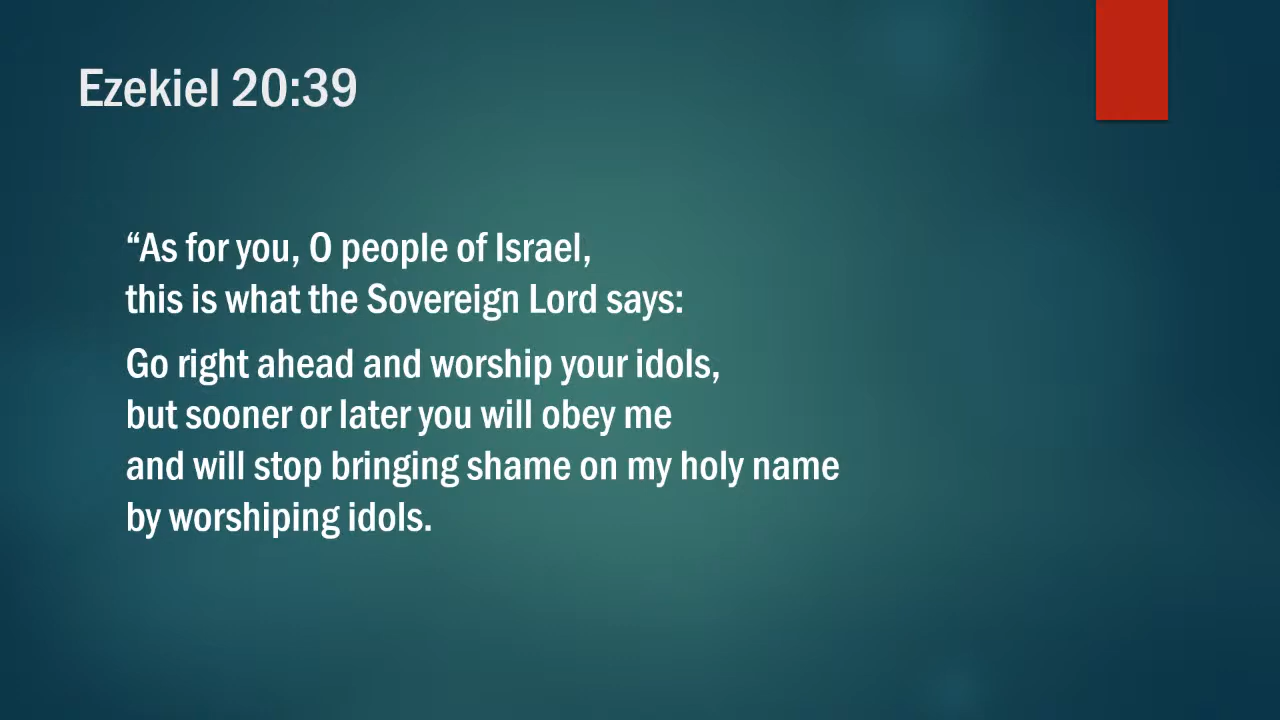 Ezekiel 20:39
“As for you, O people of Israel,
this is what the Sovereign Lord says:
Go right ahead and worship your idols,
but sooner or later you will obey me
and will stop bringing shame on my holy name
by worshiping idols.